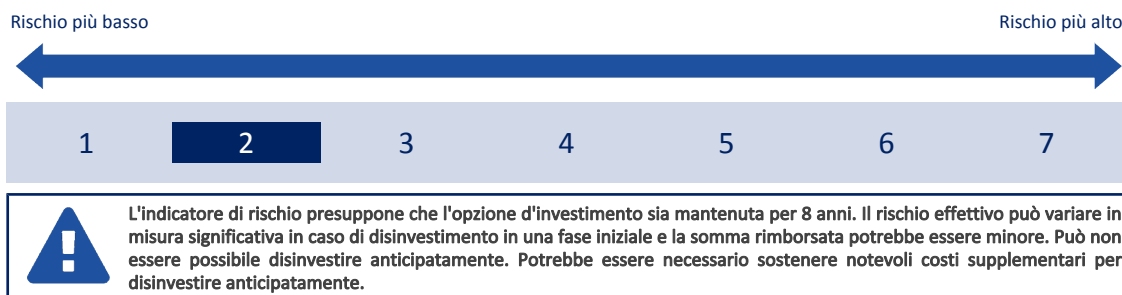 Rischio più basso Rischio più alto
1 2 3 4 5 6 7
L'indicatore di rischio presuppone che l'opzione d'investimento sia mantenuta per 8 anni. Il rischio effettivo può variare in
misura significativa in caso di disinvestimento in una fase iniziale e la somma rimborsata potrebbe essere minore. Può non
essere possibile disinvestire anticipatamente. Potrebbe essere necessario sostenere notevoli costi supplementari per
disinvestire anticipatamente.